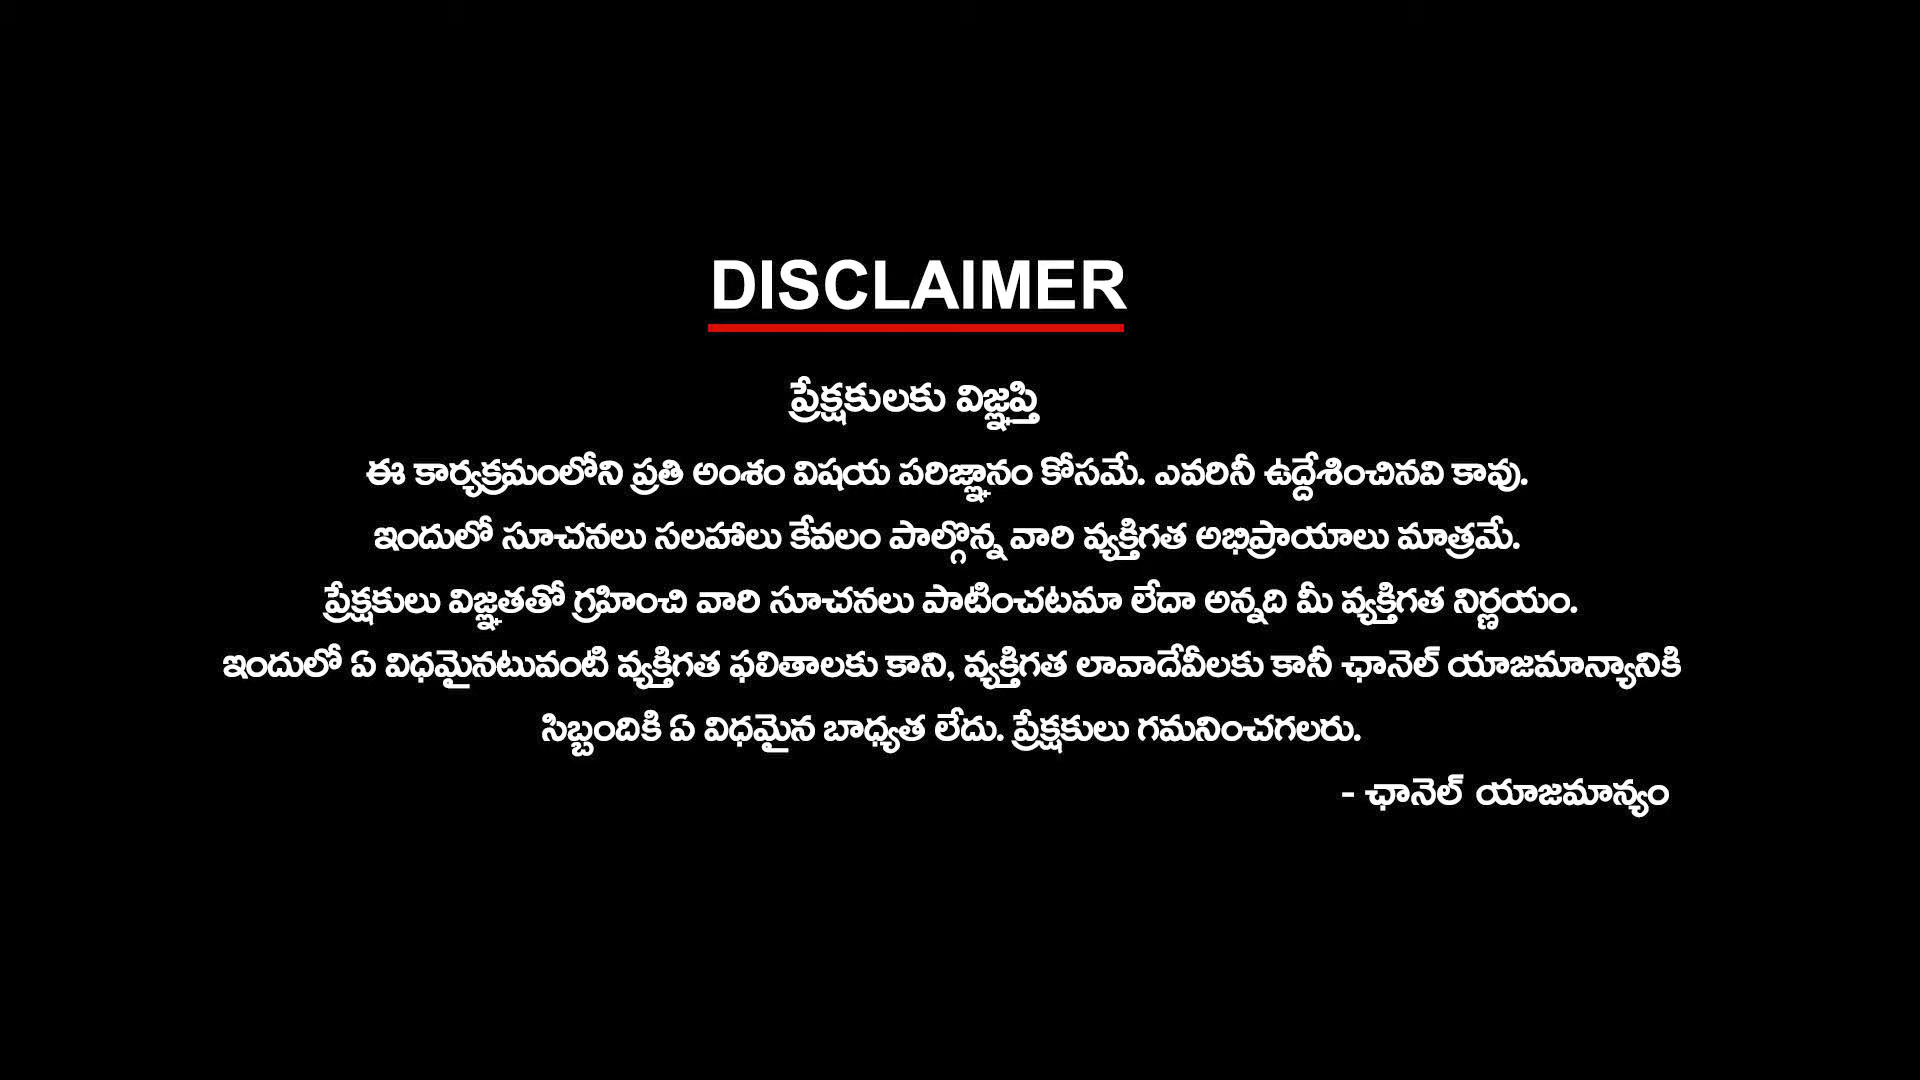 DISCLAIMER
ప్రేక్షకులకు విజ్ఞప్తి
ఈ కార్యక్రమంలోని ప్రతి అంశం విషయ పరిజ్ఞానం కోసమే. ఎవరినీ ఉద్దేశించినవి కావు.
ఇందులో సూచనలు సలహాలు కేవలం పాల్గొన్న వారి వ్యక్తిగత అభిప్రాయాలు మాత్రమే.
ప్రేక్షకులు విజ్ఞతతో గ్రహించి వారి సూచనలు పాటించటమా లేదా అన్నది మీ వ్యక్తిగత నిర్ణయం.
ఇందులో ఏ విధమైనటువంటి వ్యక్తిగత ఫలితాలకు కాని, వ్యక్తిగత లావాదేవీలకు కానీ ఛానెల్ యాజమాన్యానికి
సిబ్బందికి ఏ విధమైన బాధ్యత లేదు. ప్రేక్షకులు గమనించగలరు.
- ఛానెల్ యాజమాన్యం